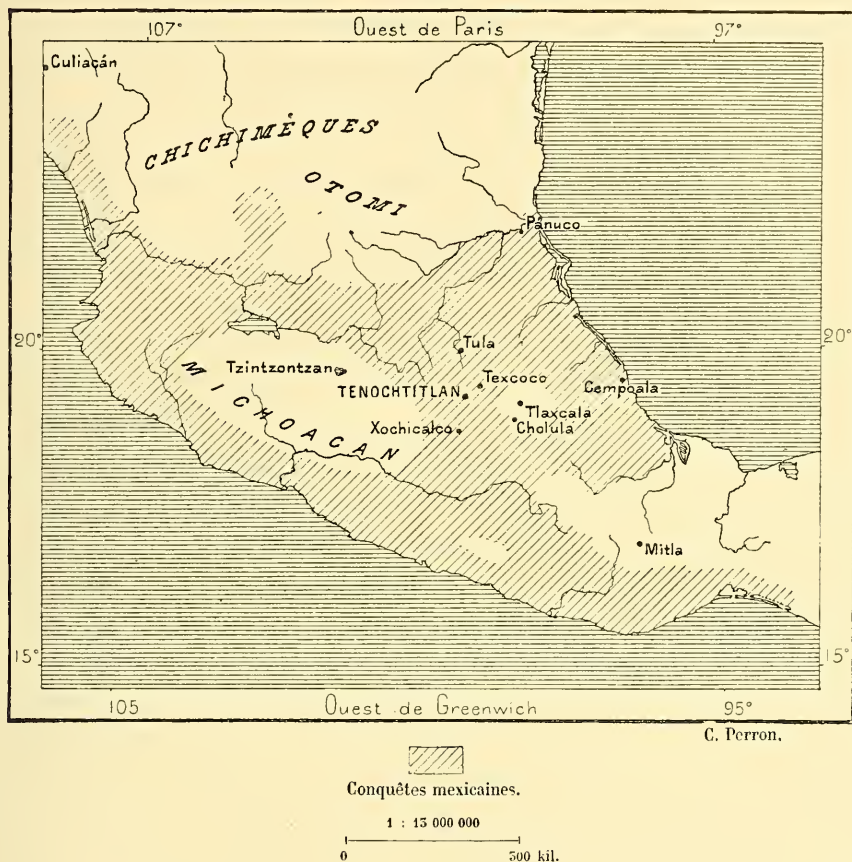 107° Ouest de Paris 97°
Culiacán
CHICHIMÈQUES
OTOMI
Pánuco
20° 20°
Tula
Tzintzontzan
Texcoco
Cempoala
TENOCHTITLAN
Tlaxcala
Xochicalco
Cholula
MICHOACAN
Mitla
15° 15°
105 Ouest de Greenwich 95°
C. Perron.
Conquêtes mexicaines.
1 : 13 000 000
0 300 kil.